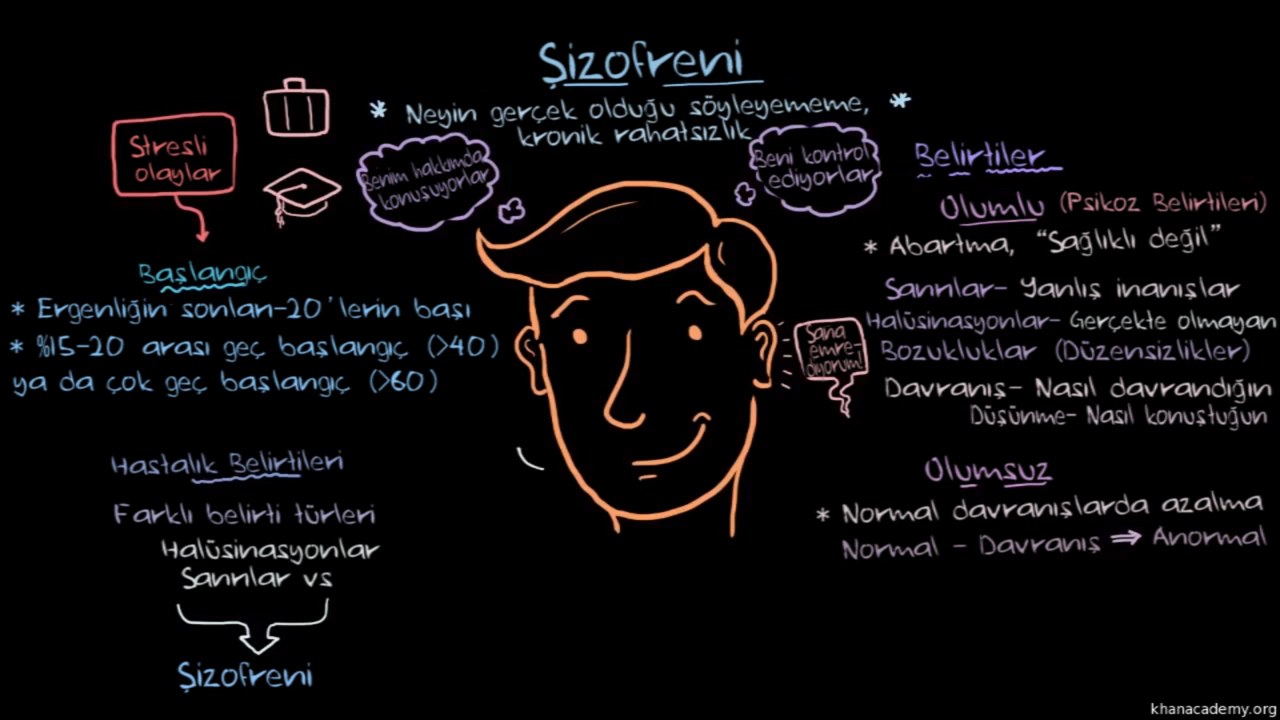 Şizofreni
* Neyin gerçek olduğu söyleyememe, *
kronik rahatsızlık
Stresli
olaylar
Benim hakkımda
konuşuyorlar
Beni kontrol
ediyorlar
Başlangıç
* Ergenliğin sonları-20'lerin başı
* %15-20 arası geç başlangıç (>40)
ya da çok geç başlangıç (>60)
Hastalık Belirtileri
Farklı belirti türleri
Halüsinasyonlar
Sanrılar vs
Şizofreni
Sana
emre-
diyorum!
Belirtiler
Olumlu (Psikoz Belirtileri)
* Abartma, "Sağlıklı değil"
Sanrılar- Yanlış inanışlar
Halüsinasyonlar- Gerçekte olmayan
Bozukluklar (Düzensizlikler)
Davranış- Nasıl davrandığın
Düşünme- Nasıl konuştuğun
Olumsuz
* Normal davranışlarda azalma
Normal - Davranış ⇒ Anormal
khanacademy.org